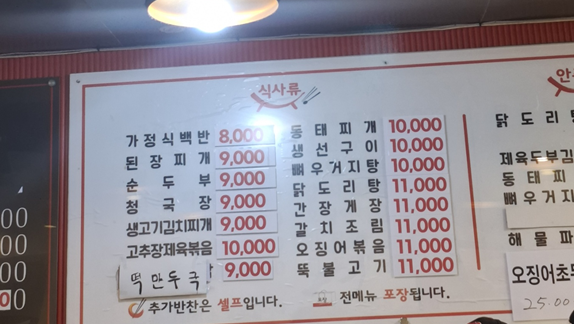 식사류
가정식백반 8,000
된장찌개 9,000
순두부 9,000
청국장 9,000
생고기김치찌개 9,000
고추장제육볶음 10,000
떡만두국 9,000
동태찌개 10,000
생선구이 10,000
뼈우거지탕 10,000
닭도리탕 11,000
간장게장 11,000
갈치조림 11,000
오징어볶음 11,000
뚝불고기 11,000
추가반찬은 셀프입니다.
전메뉴 포장됩니다.
안
닭도리탕
제육두부김
동태찌
뼈우거지
해물파
오징어초무
25.00
00
00
00
00